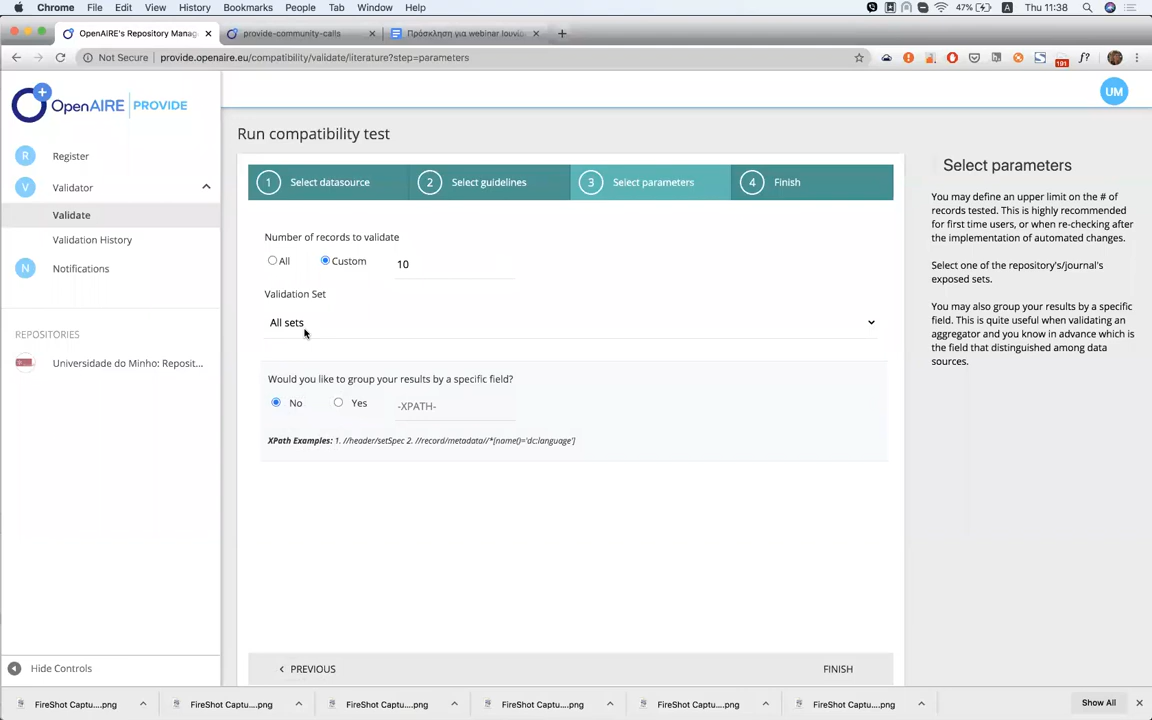 Chrome File Edit View History Bookmarks People Tab Window Help 47% A Thu 11:38
OpenAIRE's Repository Manag
provide-community-calls
Πρόσκληση για webinar Ιουνίο
Not Secure provide.openaire.eu/compatibility/validate/literature?step=parameters
191
f?
OpenAIRE PROVIDE
UM
R Register
V Validator
Validate
Validation History
N Notifications
REPOSITORIES
Universidade do Minho: Reposit...
Hide Controls
Run compatibility test
1 Select datasource 2 Select guidelines 3 Select parameters 4 Finish
Number of records to validate
All Custom 10
Validation Set
All sets
Would you like to group your results by a specific field?
No Yes -XPATH-
XPath Examples: 1. //header/setSpec 2. //record/metadata//*[name()='dc:language']
PREVIOUS FINISH
Select parameters
You may define an upper limit on the # of
records tested. This is highly recommended
for first time users, or when re-checking after
the implementation of automated changes.
Select one of the repository's/journal's
exposed sets.
You may also group your results by a specific
field. This is quite useful when validating an
aggregator and you know in advance which is
the field that distinguished among data
sources.
FireShot Captu....png FireShot Captu....png FireShot Captu....png FireShot Captu....png FireShot Captu....png FireShot Captu....png Show All